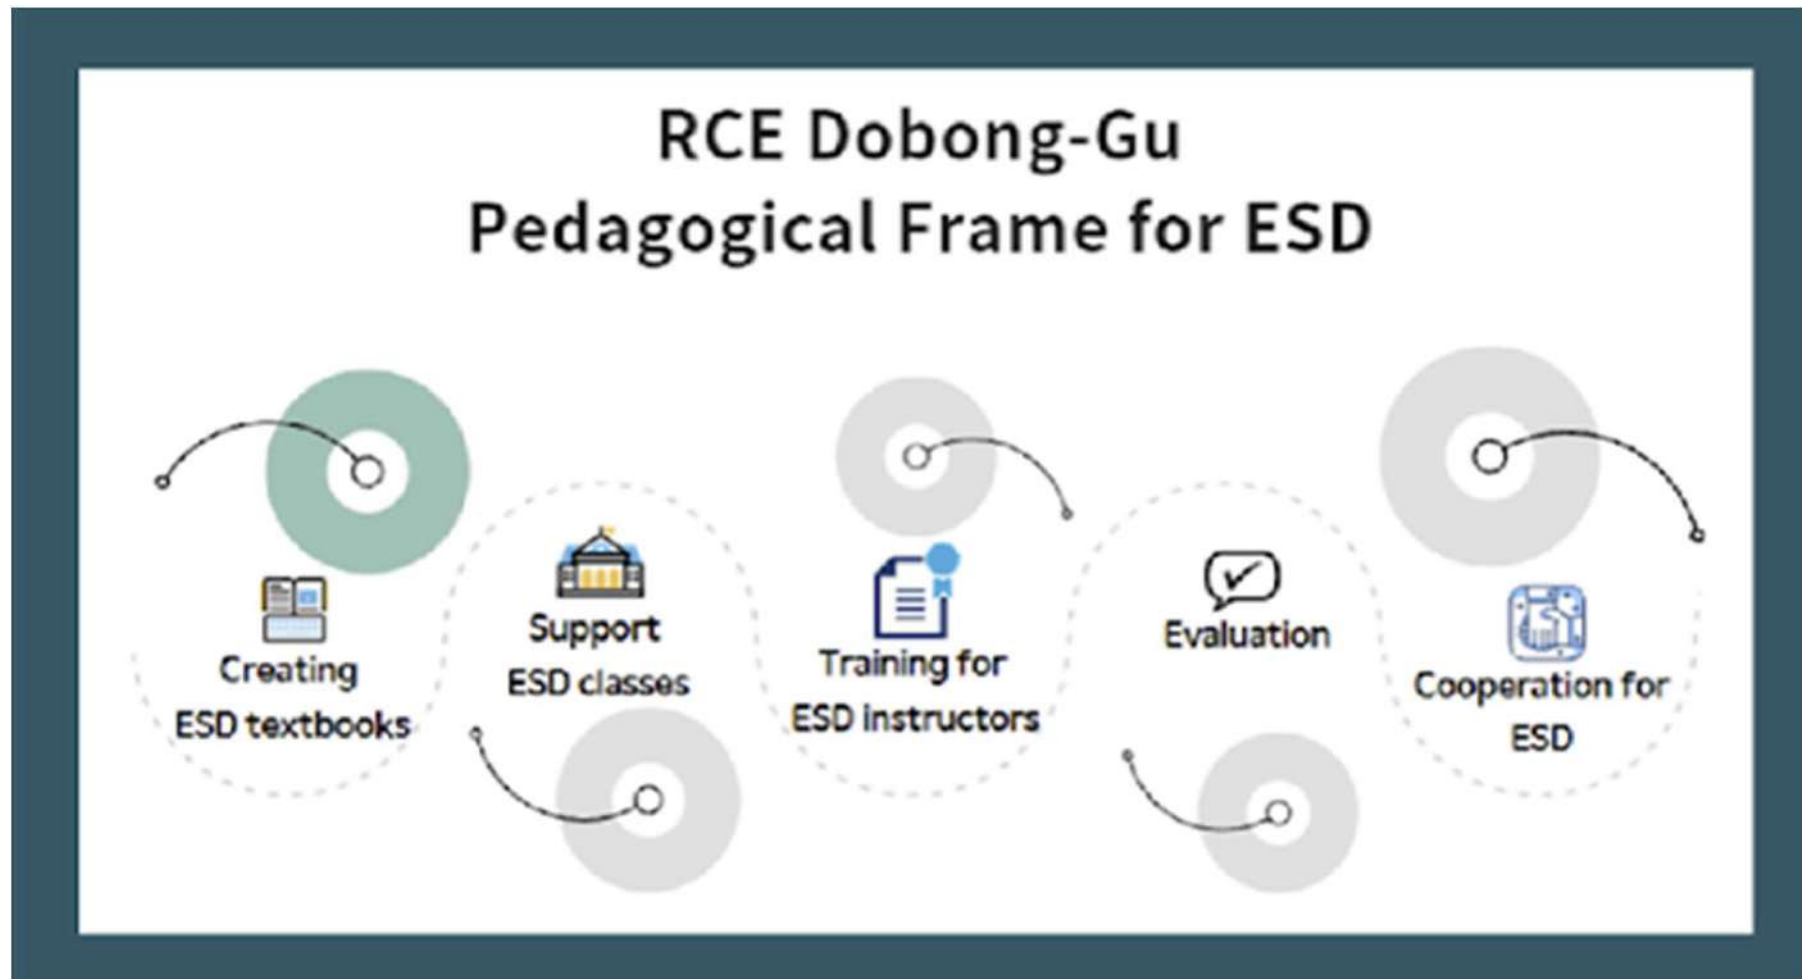 RCE Dobong-Gu
Pedagogical Frame for ESD
Creating
ESD textbooks
Support
ESD classes
Training for
ESD instructors
Evaluation
Cooperation for
ESD